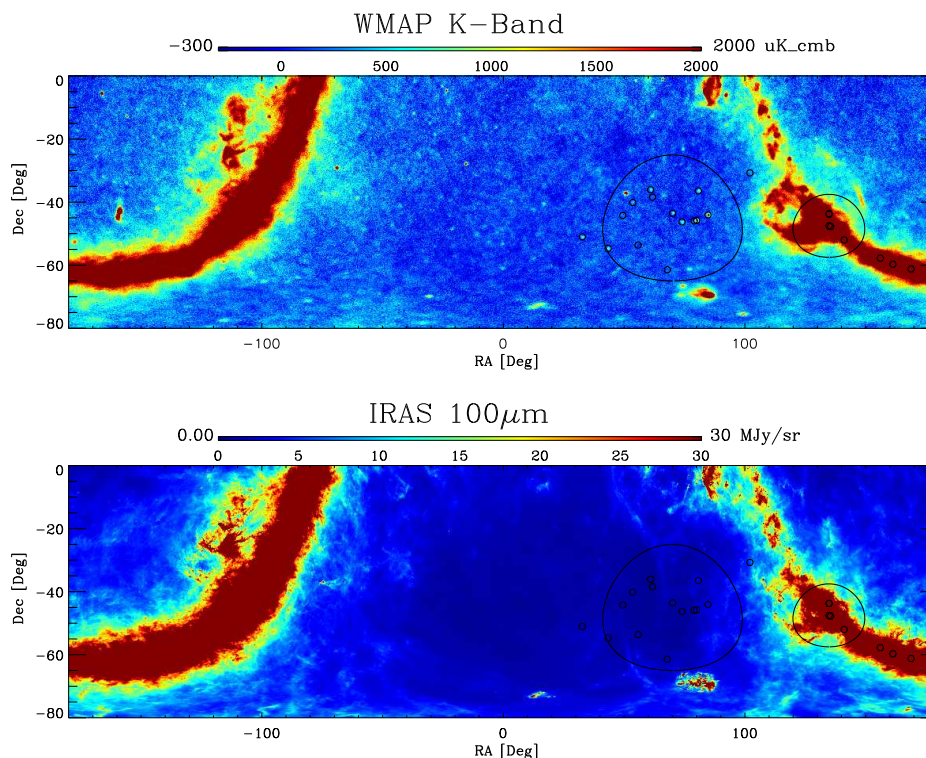 WMAP K-Band
-300 2000 uK_cmb
0 500 1000 1500 2000
0
-20
-40
-60
-80
Dec [Deg]
-100 0 100
RA [Deg]
IRAS 100μm
0.00 30 MJy/sr
0 5 10 15 20 25 30
0
-20
-40
-60
-80
Dec [Deg]
-100 0 100
RA [Deg]